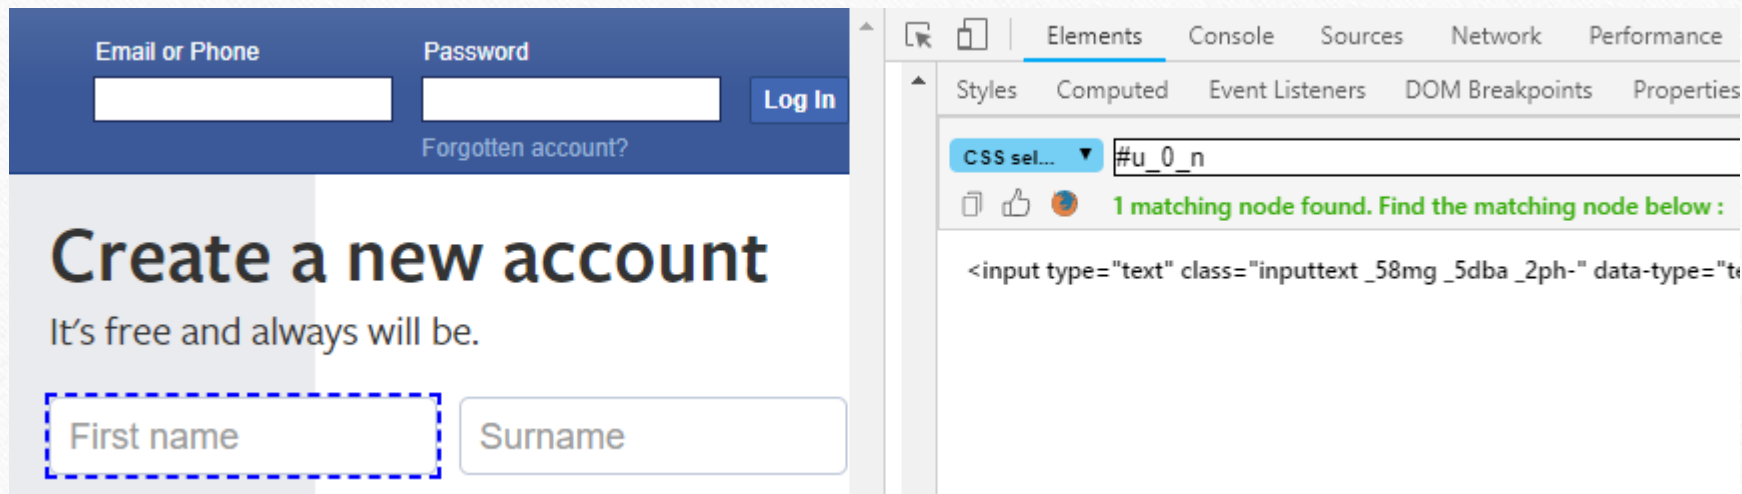 Email or Phone
Password
Log In
Forgotten account?
Create a new account
It's free and always will be.
First name
Surname
Elements Console Sources Network Performance
Styles Computed Event Listeners DOM Breakpoints Properties
CSS sel... ▼ #u_0_n
1 matching node found. Find the matching node below :
<input type="text" class="inputtext _58mg _5dba _2ph-" data-type="te